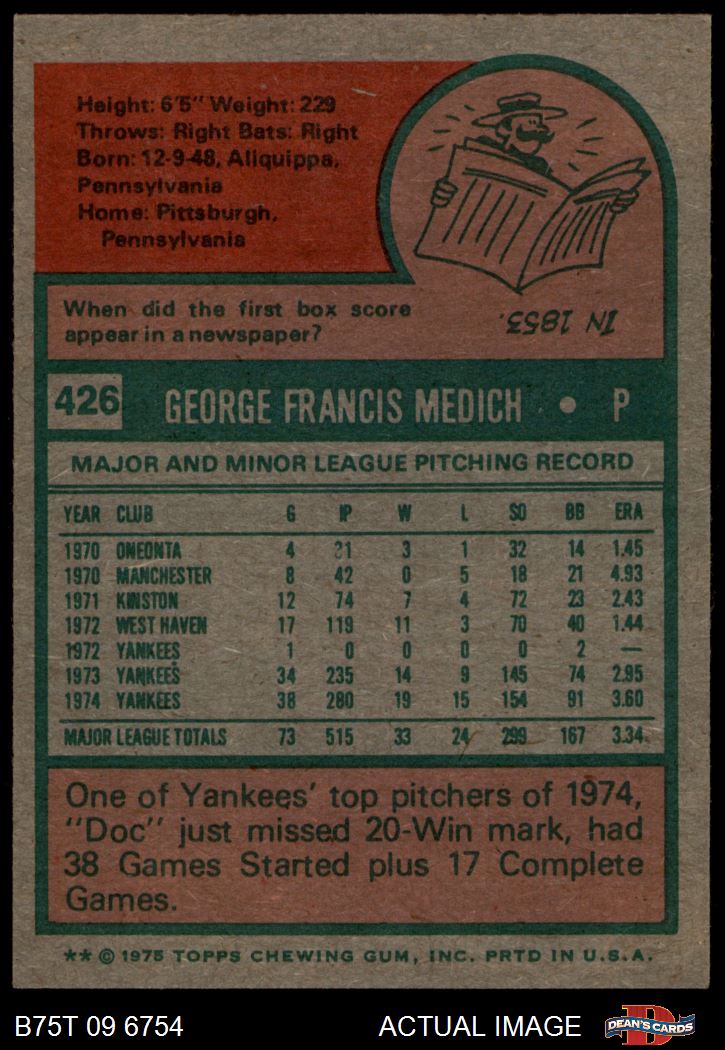 Height: 6'5" Weight: 229
Throws: Right Bats: Right
Born: 12-9-48, Aliquippa,
Pennsylvania
Home: Pittsburgh,
Pennsylvania
When did the first box score
appear in a newspaper?
IN 1853.
426 GEORGE FRANCIS MEDICH • P
MAJOR AND MINOR LEAGUE PITCHING RECORD
YEAR CLUB G IP W L SO BB ERA
1970 ONEONTA 4 31 3 1 32 14 1.45
1970 MANCHESTER 8 42 0 5 18 21 4.93
1971 KINSTON 12 74 7 4 72 23 2.43
1972 WEST HAVEN 17 119 11 3 70 40 1.44
1972 YANKEES 1 0 0 0 0 2 —
1973 YANKEES 34 235 14 9 145 74 2.95
1974 YANKEES 38 280 19 15 154 91 3.60
MAJOR LEAGUE TOTALS 73 515 33 24 299 167 3.34
One of Yankees' top pitchers of 1974,
"Doc" just missed 20-Win mark, had
38 Games Started plus 17 Complete
Games.
** © 1975 TOPPS CHEWING GUM, INC. PRTD IN U.S.A.
B75T 09 6754 ACTUAL IMAGE D DEAN'S CARDS